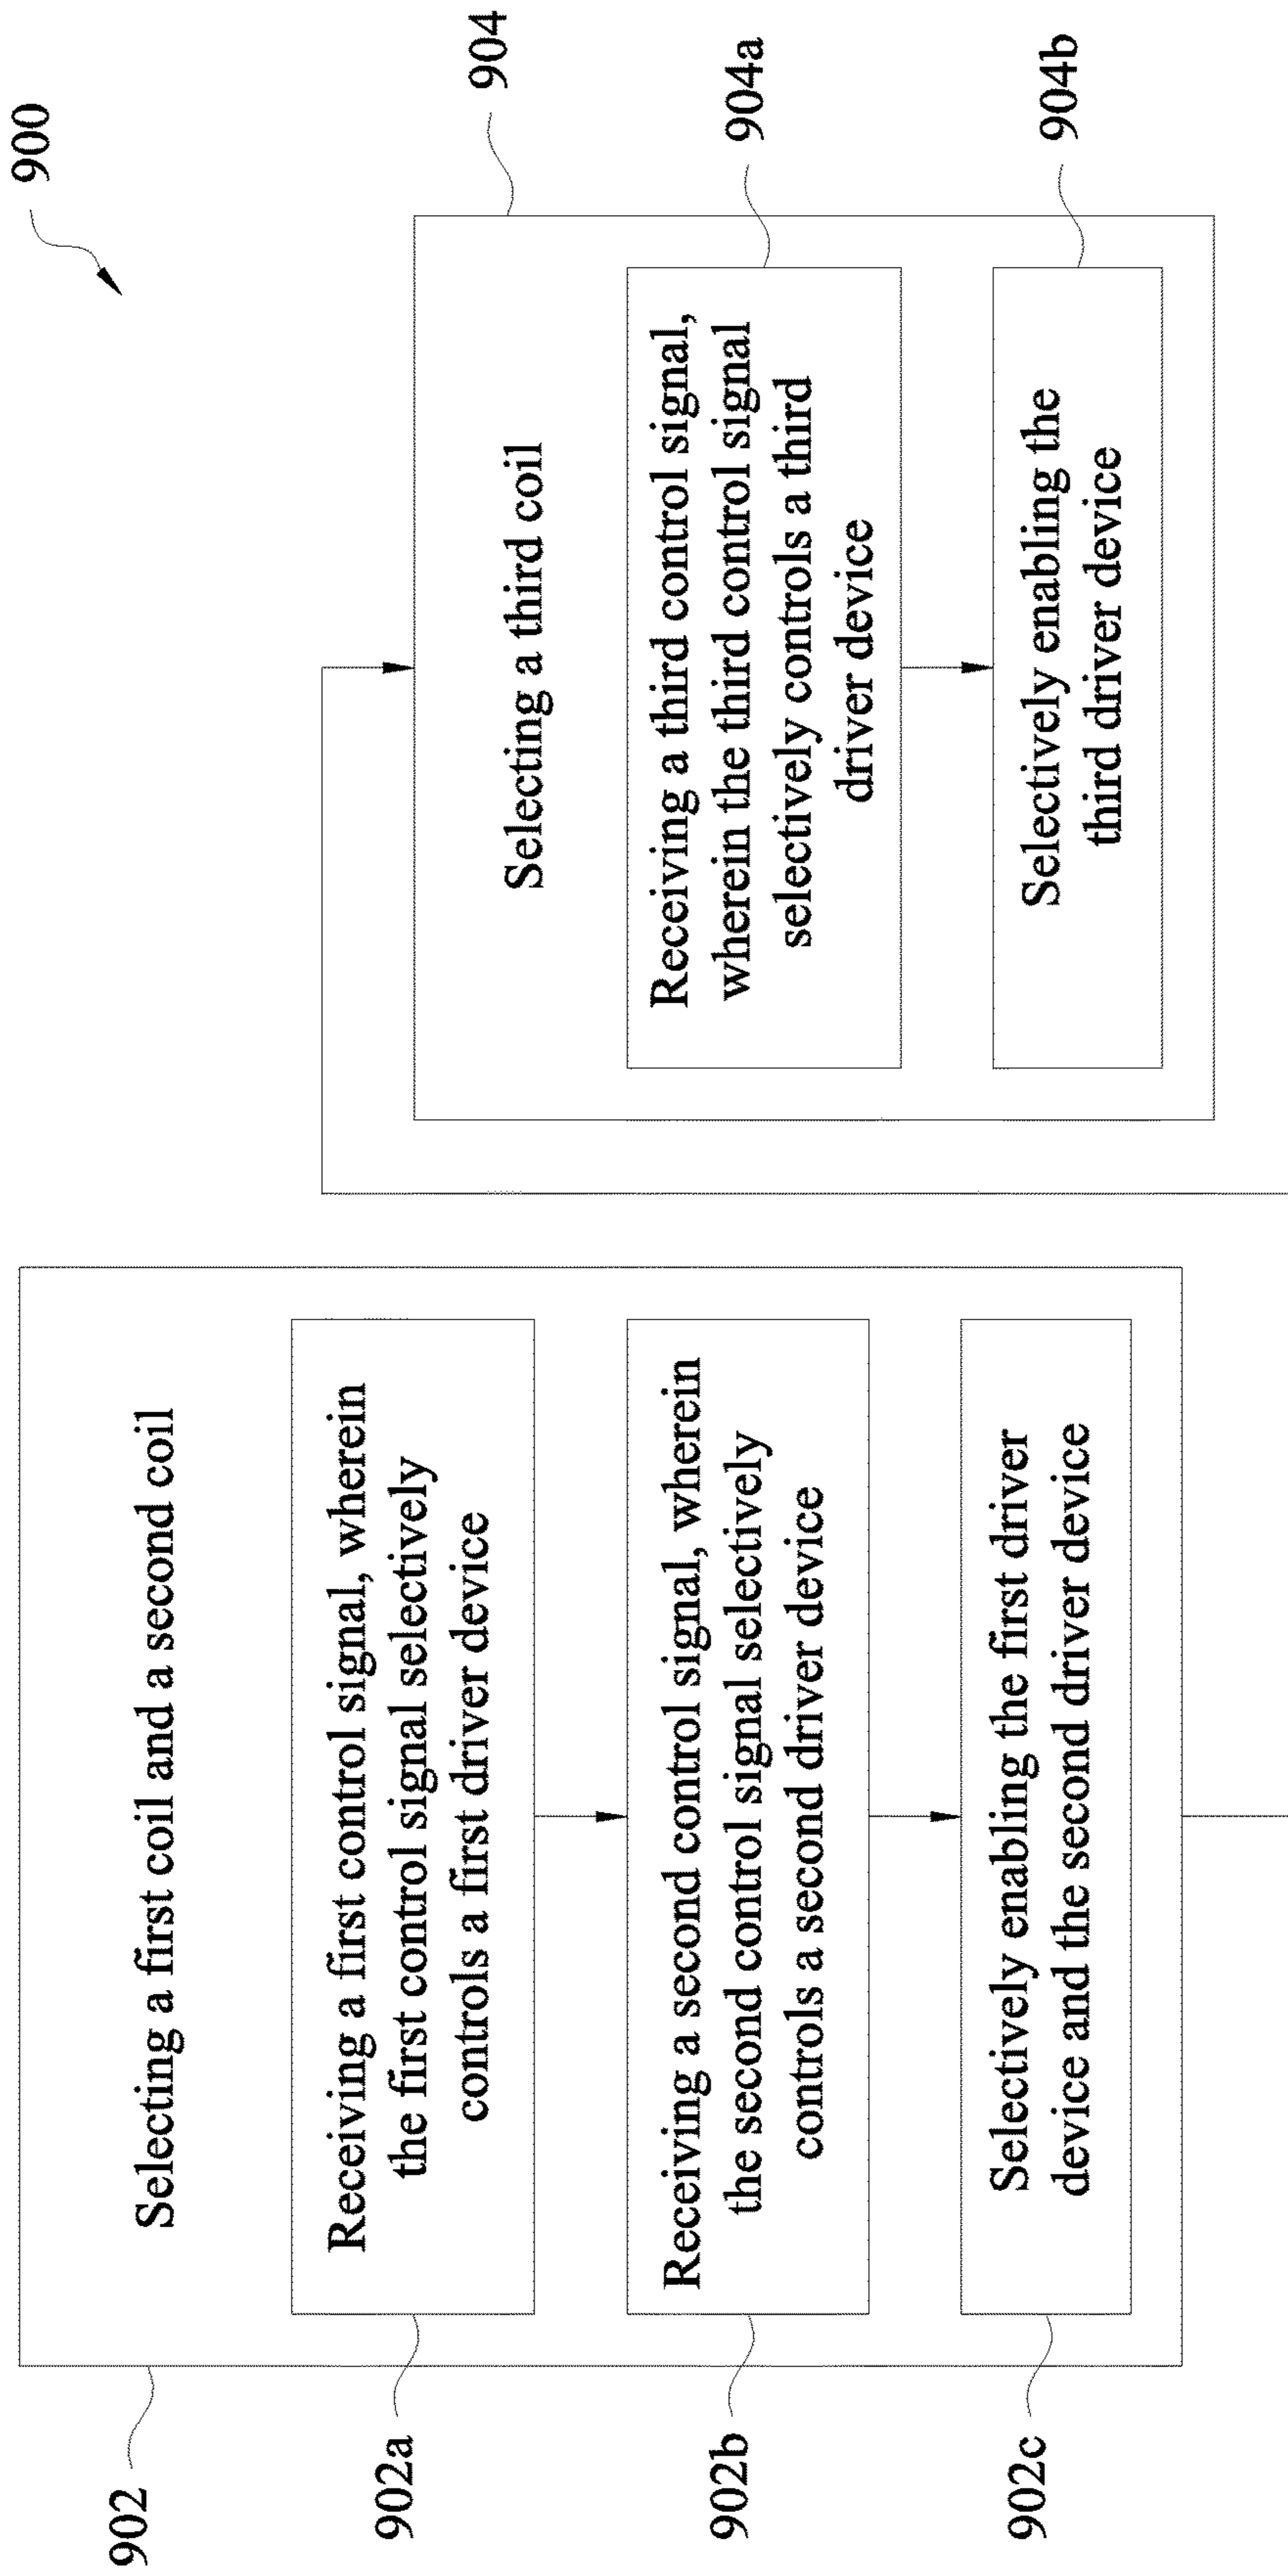 900
902
Selecting a first coil and a second coil
902a
Receiving a first control signal, wherein
the first control signal selectively
controls a first driver device
902b
Receiving a second control signal, wherein
the second control signal selectively
controls a second driver device
902c
Selectively enabling the first driver
device and the second driver device
904
Selecting a third coil
904a
Receiving a third control signal,
wherein the third control signal
selectively controls a third
driver device
904b
Selectively enabling the
third driver device